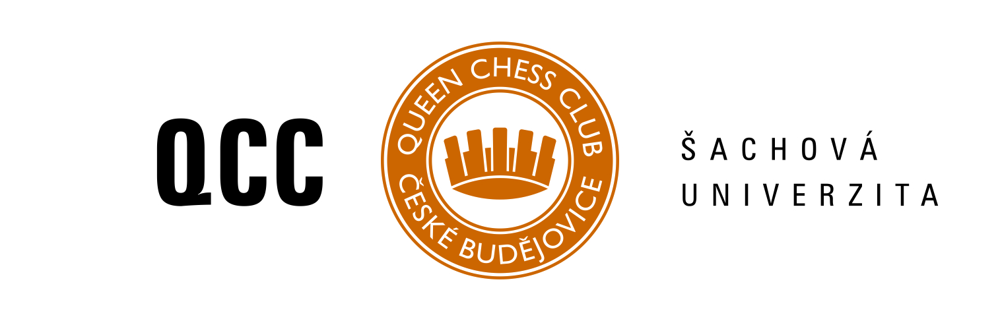 QCC
QUEEN CHESS CLUB
ČESKÉ BUDĚJOVICE
ŠACHOVÁ
UNIVERZITA